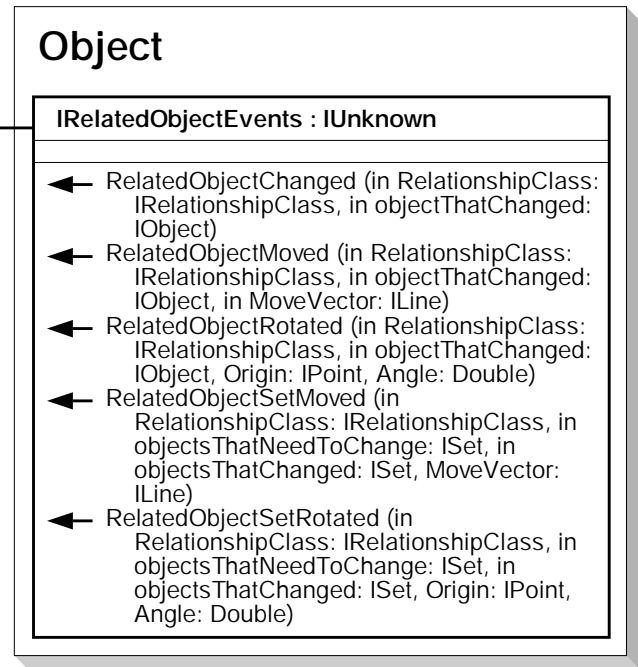 Object
IRelatedObjectEvents : IUnknown
RelatedObjectChanged (in RelationshipClass:
IRelationshipClass, in objectThatChanged:
IObject)
RelatedObjectMoved (in RelationshipClass:
IRelationshipClass, in objectThatChanged:
IObject, in MoveVector: ILine)
RelatedObjectRotated (in RelationshipClass:
IRelationshipClass, in objectThatChanged:
IObject, Origin: IPoint, Angle: Double)
RelatedObjectSetMoved (in
RelationshipClass: IRelationshipClass, in
objectsThatNeedToChange: ISet, in
objectsThatChanged: ISet, MoveVector:
ILine)
RelatedObjectSetRotated (in
RelationshipClass: IRelationshipClass, in
objectsThatNeedToChange: ISet, in
objectsThatChanged: ISet, Origin: IPoint,
Angle: Double)